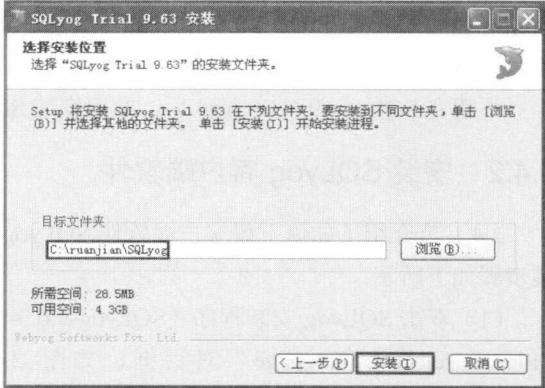 SQLyog Trial 9.63 安装
选择安装位置
选择“SQLyog Trial 9.63”的安装文件夹。
Setup 将安装 SQLyog Trial 9.63 在下列文件夹。要安装到不同文件夹，单击 [浏览
(B)] 并选择其他的文件夹。 单击 [安装(I)] 开始安装进程。
目标文件夹
C:\ruanjian\SQLyog
浏览(B)...
所需空间: 28.5MB
可用空间: 4.3GB
Webyog Softworks Pvt. Ltd.
<上一步(P)
安装(I)
取消(C)